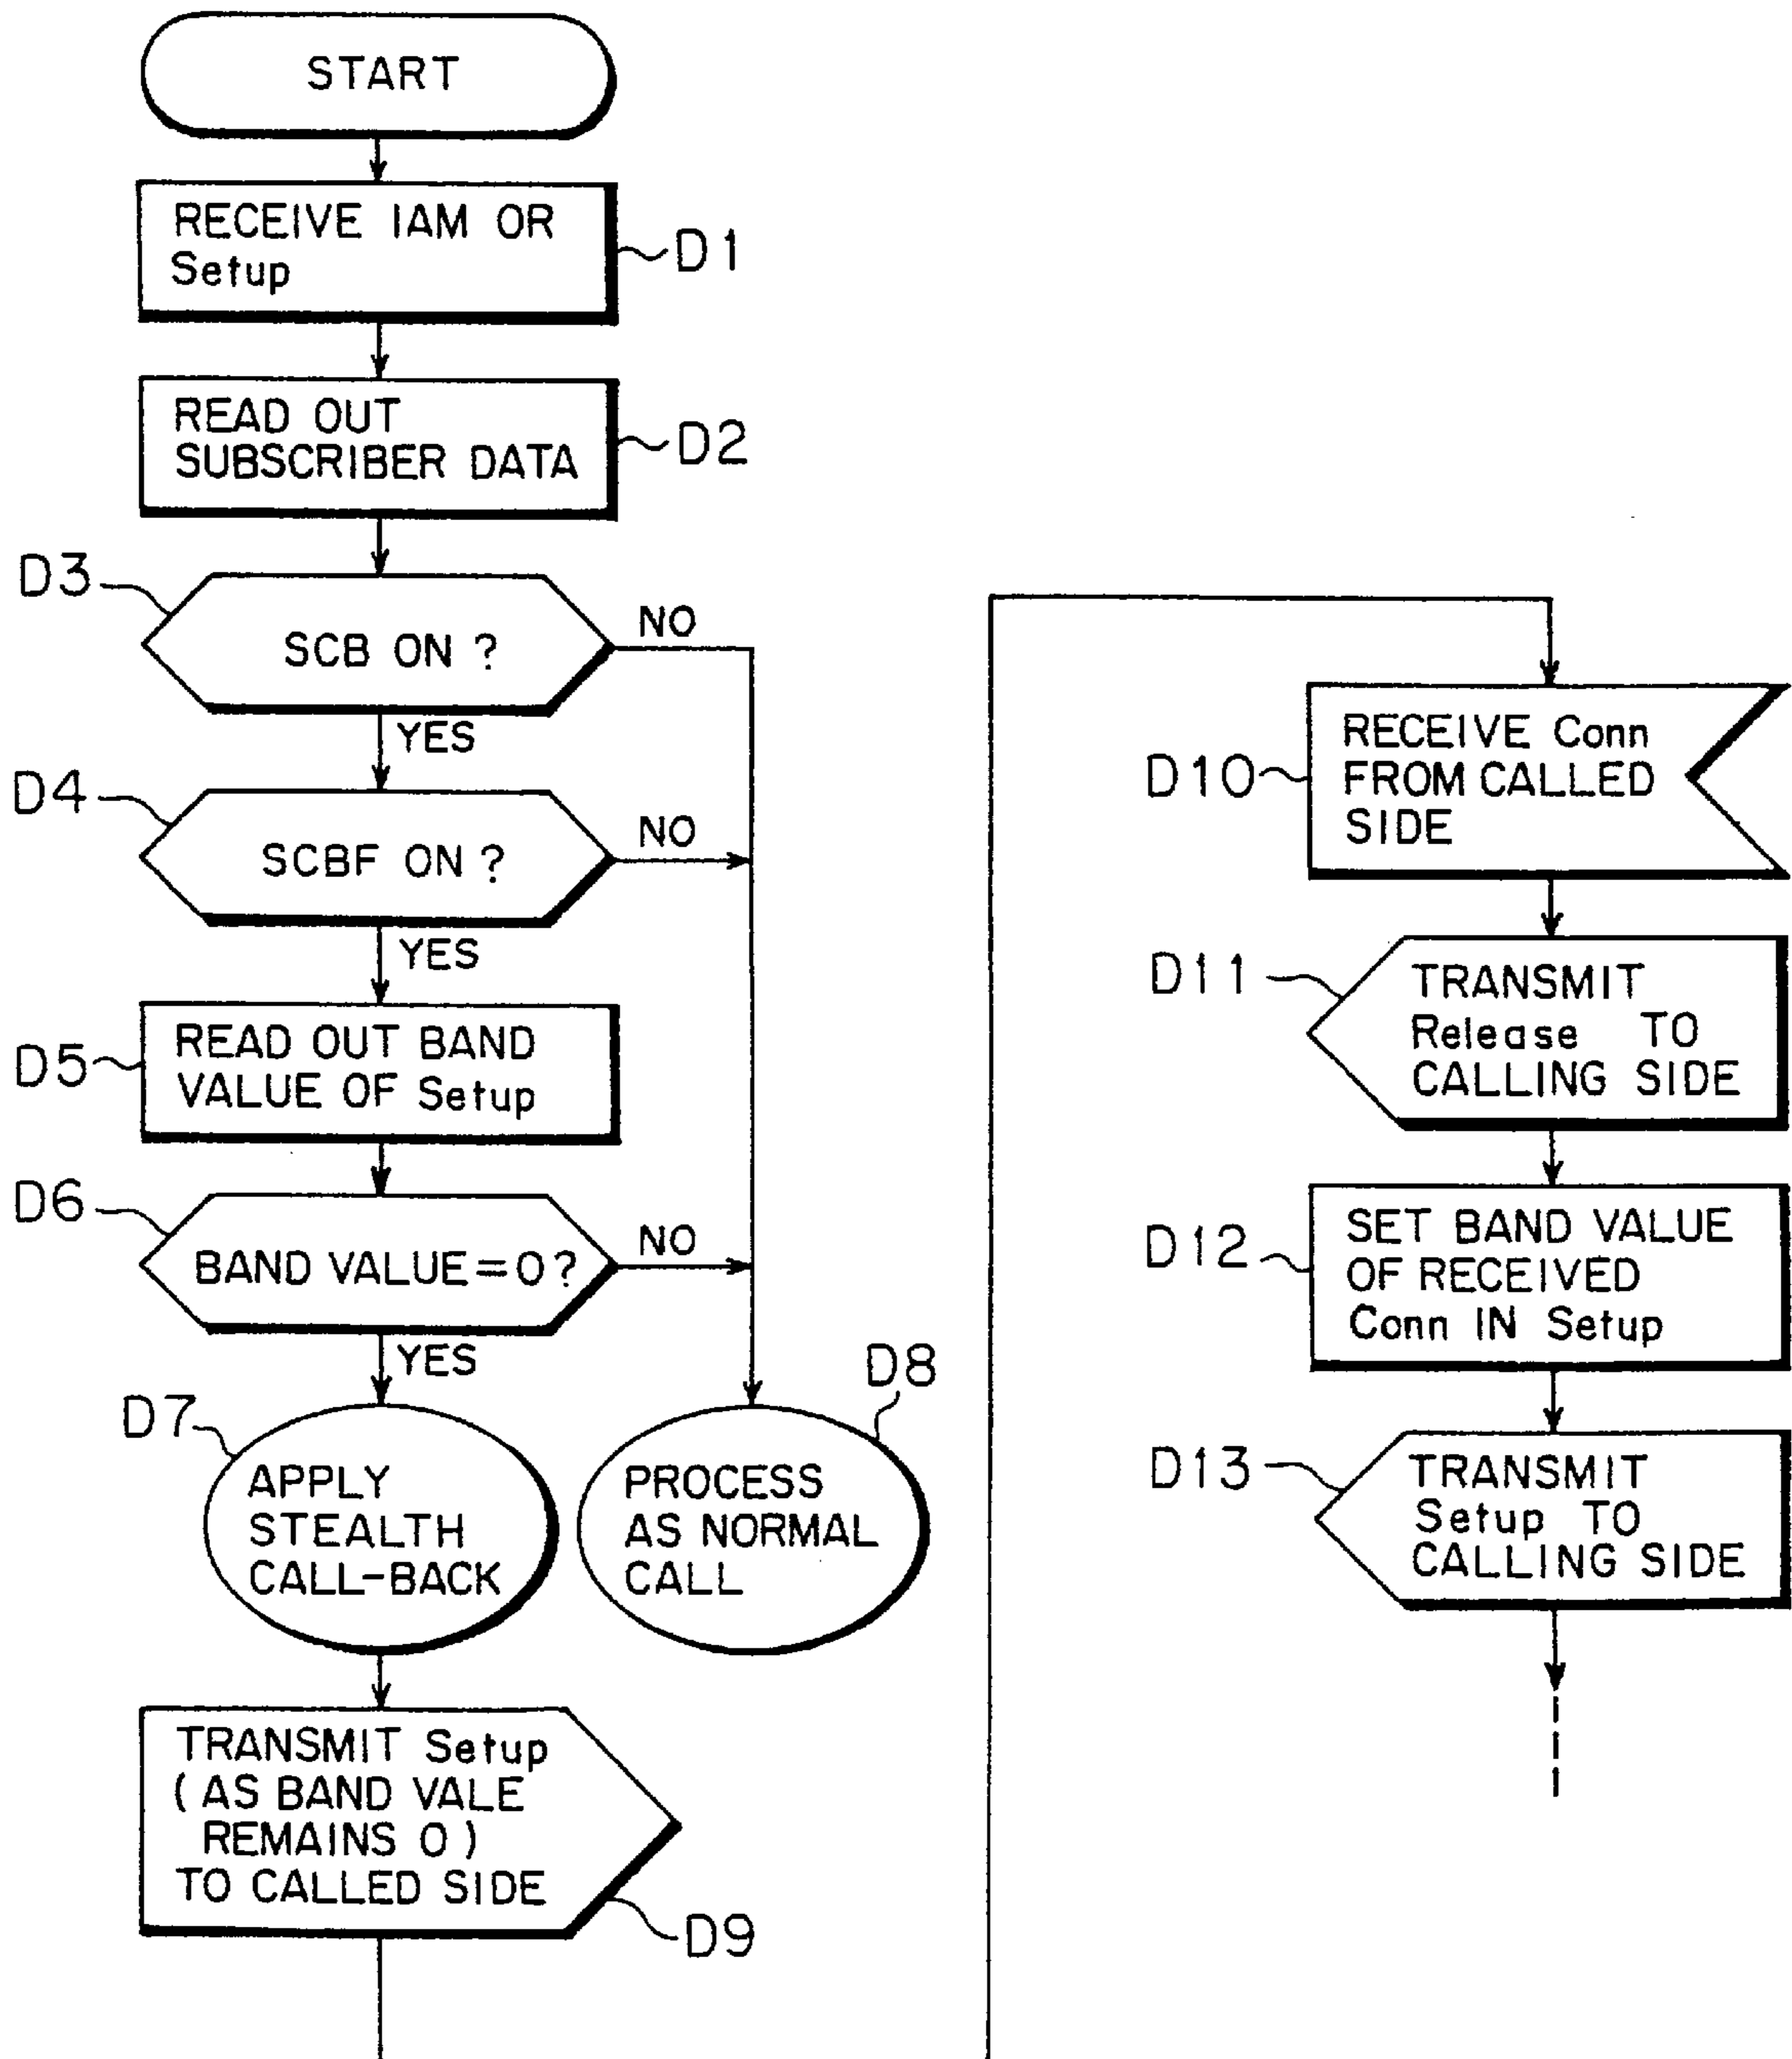 START
RECEIVE IAM OR
Setup
D1
READ OUT
SUBSCRIBER DATA
D2
D3
SCB ON ?
NO
YES
D4
SCBF ON ?
NO
YES
D5
READ OUT BAND
VALUE OF Setup
D6
BAND VALUE = 0 ?
NO
YES
D7
APPLY
STEALTH
CALL-BACK
D8
PROCESS
AS NORMAL
CALL
TRANSMIT Setup
( AS BAND VALE
REMAINS 0 )
TO CALLED SIDE
D9
D10
RECEIVE Conn
FROM CALLED
SIDE
D11
TRANSMIT
Release TO
CALLING SIDE
D12
SET BAND VALUE
OF RECEIVED
Conn IN Setup
D13
TRANSMIT
Setup TO
CALLING SIDE